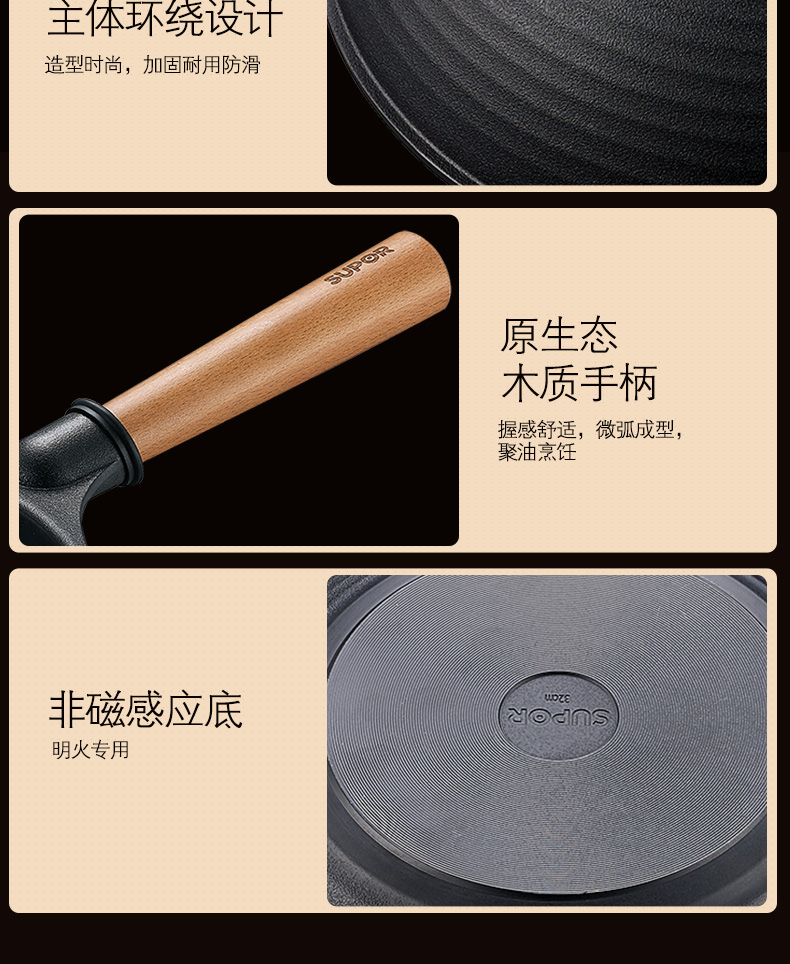 主体环绕设计
造型时尚，加固耐用防滑
SUPOR
原生态
木质手柄
握感舒适，微弧成型，
聚油烹饪
非磁感应底
明火专用
32cm
SUPOR